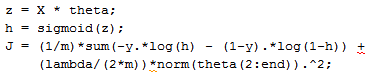 z = X * theta;
h = sigmoid(z);
J = (1/m)*sum(-y.*log(h) - (1-y).*log(1-h)) +
(lambda/(2*m))*norm(theta(2:end)).^2;